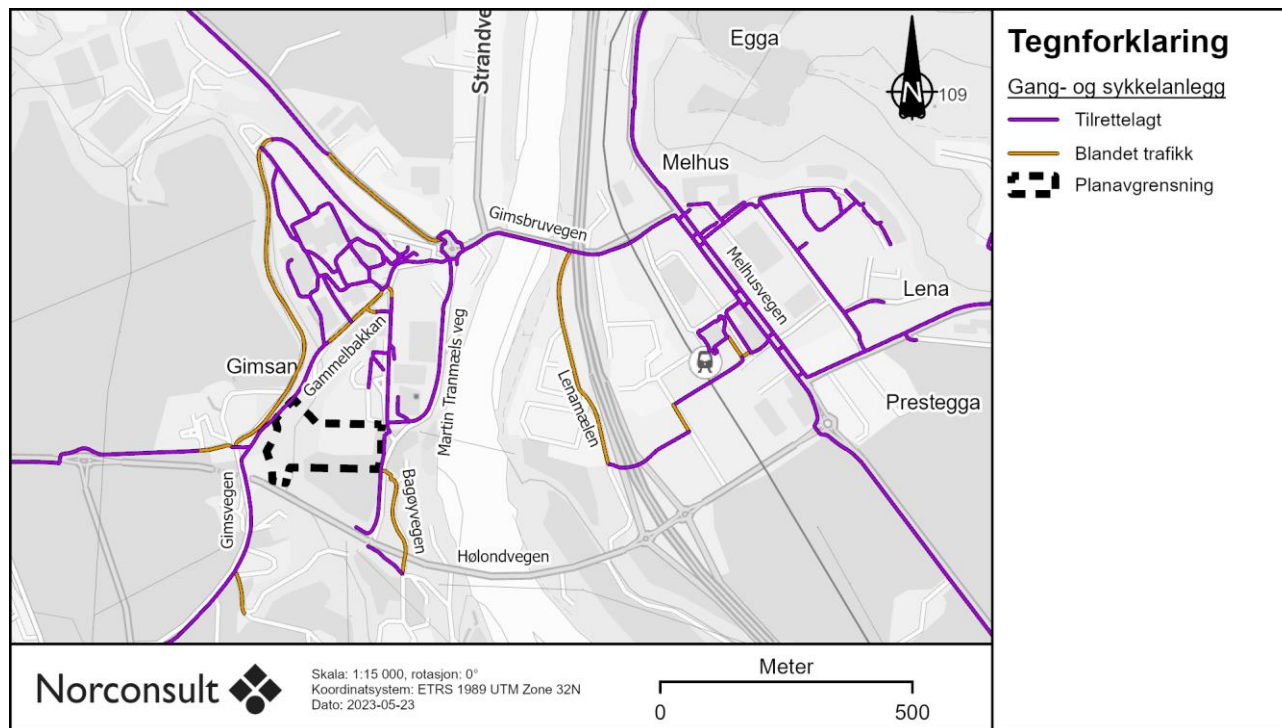 Strandve
Egga
N
109
Melhus
Gimsbruvegen
Melhusvegen
Lena
Gammelbakkan
Gimsan
Martin Tranmæls veg
Lenamælen
Prestegga
Gimsvegen
Bagøyvegen
Hølondvegen
Tegnforklaring
Gang- og sykkelanlegg
Tilrettelagt
Blandet trafikk
Planavgrensning
Norconsult
Skala: 1:15 000, rotasjon: 0°
Koordinatsystem: ETRS 1989 UTM Zone 32N
Dato: 2023-05-23
Meter
0 500